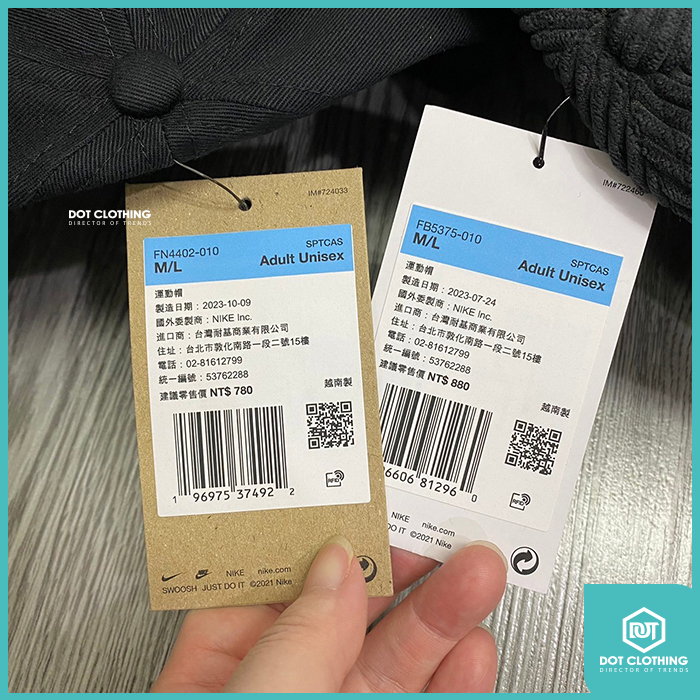 DOT CLOTHING
DIRECTOR OF TRENDS
IM#724033
FN4402-010
SPTCAS
M/L
Adult Unisex
運動帽
製造日期：2023-10-09
國外委製商：NIKE Inc.
進口商：台灣耐基商業有限公司
住址：台北市敦化南路一段二號15樓
電話：02-81612799
統一編號：53762288
建議零售價 NT$ 780
越南製
1 96975 37492 2
RFID
NIKE nike.com
SWOOSH JUST DO IT ©2021 Nike
FB5375-010
SPTCAS
M/L
Adult Unisex
運動帽
製造日期：2023-07-24
國外委製商：NIKE Inc.
進口商：台灣耐基商業有限公司
住址：台北市敦化南路一段二號15樓
電話：02-81612799
統一編號：53762288
建議零售價 NT$ 880
越南製
6606 81296 0
RFID
NIKE nike.com
DO IT ©2021 Nike
DOT
DOT CLOTHING
DIRECTOR OF TRENDS